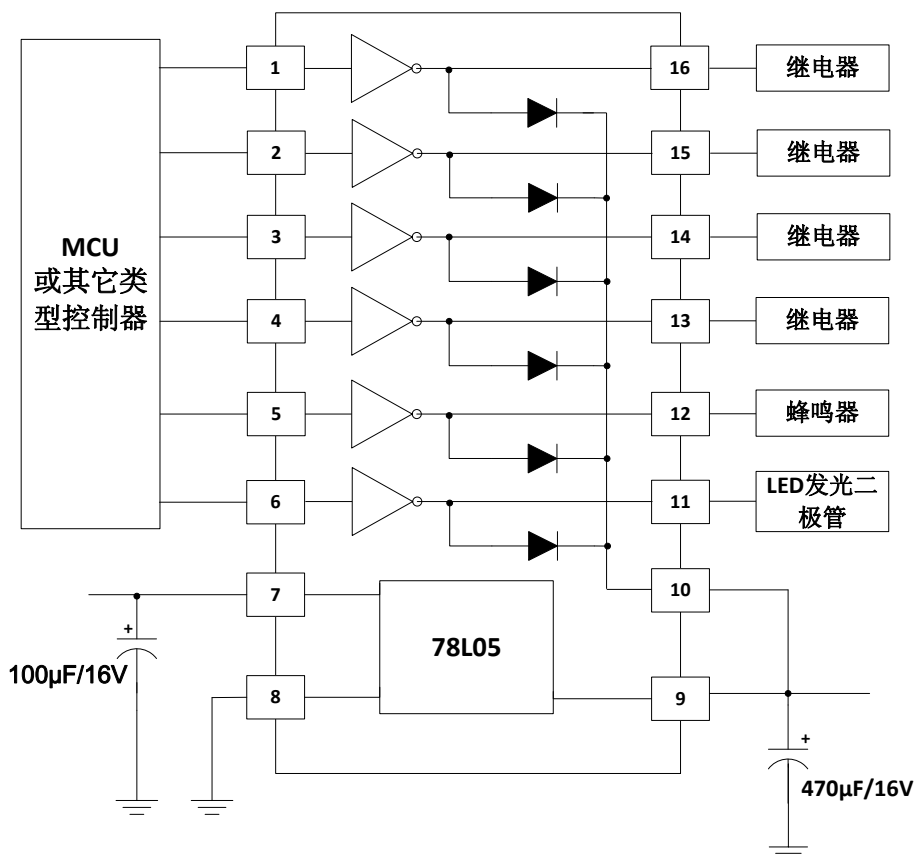 1
16
继电器
2
15
继电器
3
14
继电器
MCU
或其它类
型控制器
4
13
继电器
5
12
蜂鸣器
6
11
LED发光二
极管
7
10
78L05
+
100μF/16V
8
9
+
470μF/16V